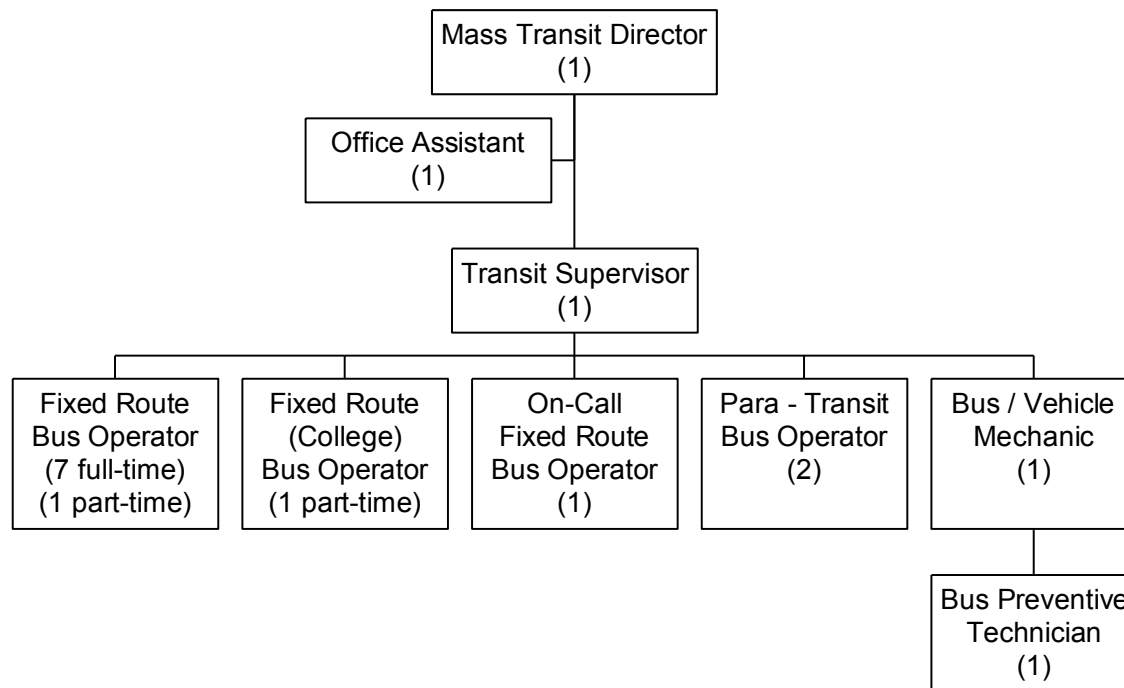 Mass Transit Director
(1)
Office Assistant
(1)
Transit Supervisor
(1)
Fixed Route
Bus Operator
(7 full-time)
(1 part-time)
Fixed Route
(College)
Bus Operator
(1 part-time)
On-Call
Fixed Route
Bus Operator
(1)
Para - Transit
Bus Operator
(2)
Bus / Vehicle
Mechanic
(1)
Bus Preventive
Technician
(1)